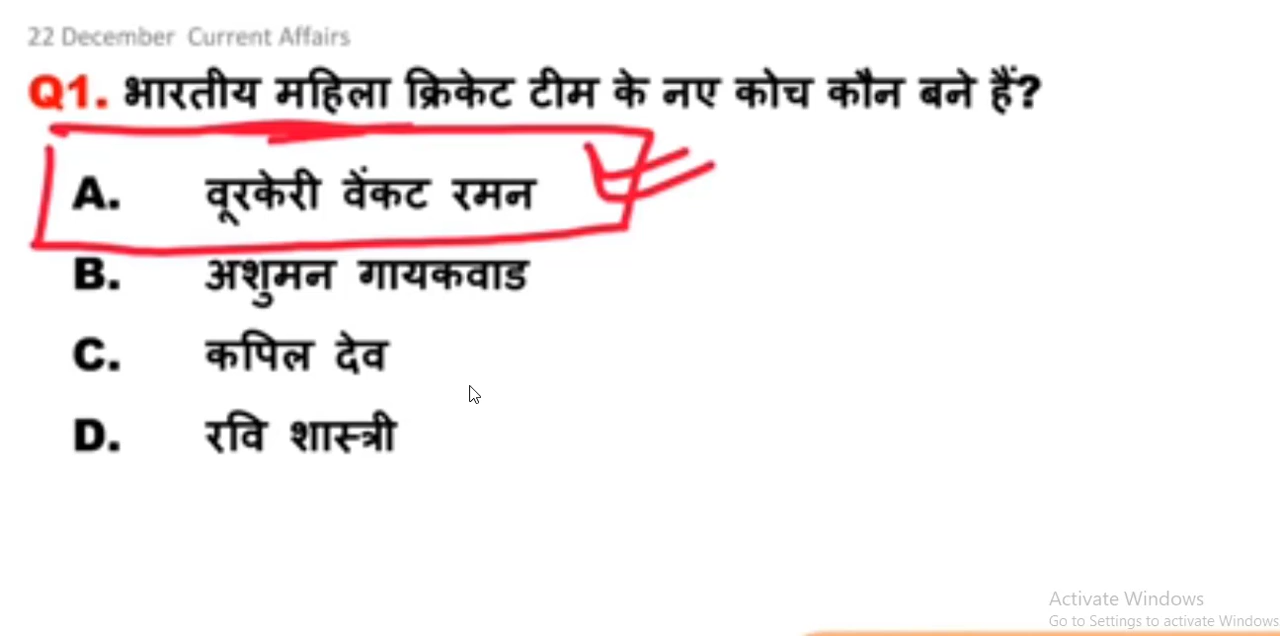 22 December Current Affairs
Q1. भारतीय महिला क्रिकेट टीम के नए कोच कौन बने हैं?
A. वूरकेरी वेंकट रमन
B. अशुमन गायकवाड
C. कपिल देव
D. रवि शास्त्री
Activate Windows
Go to Settings to activate Windows